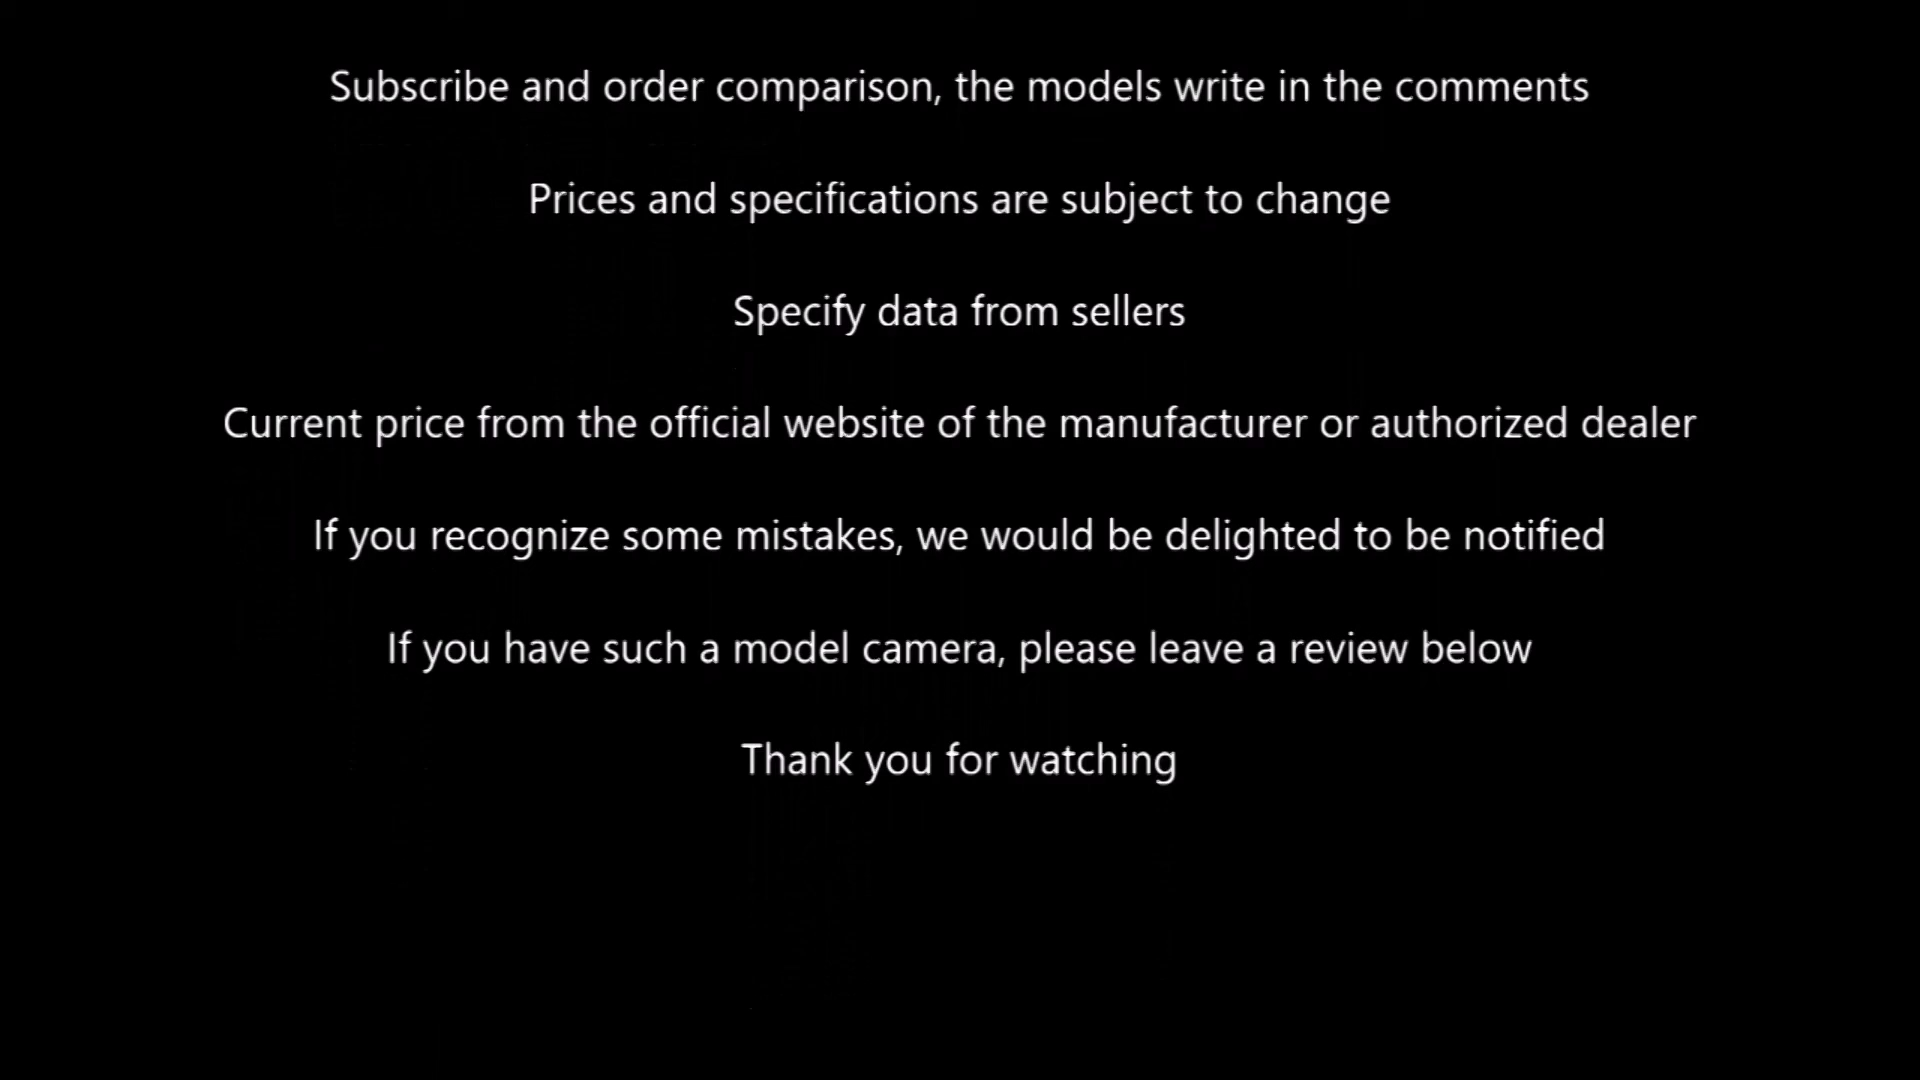 Subscribe and order comparison, the models write in the comments
Prices and specifications are subject to change
Specify data from sellers
Current price from the official website of the manufacturer or authorized dealer
If you recognize some mistakes, we would be delighted to be notified
If you have such a model camera, please leave a review below
Thank you for watching